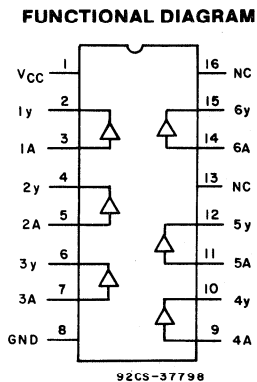 FUNCTIONAL DIAGRAM
VCC 1 16 NC
1y 2 15 6y
1A 3 14 6A
2y 4 13 NC
2A 5 12 5y
3y 6 11 5A
3A 7 10 4y
GND 8 9 4A
92CS-37798